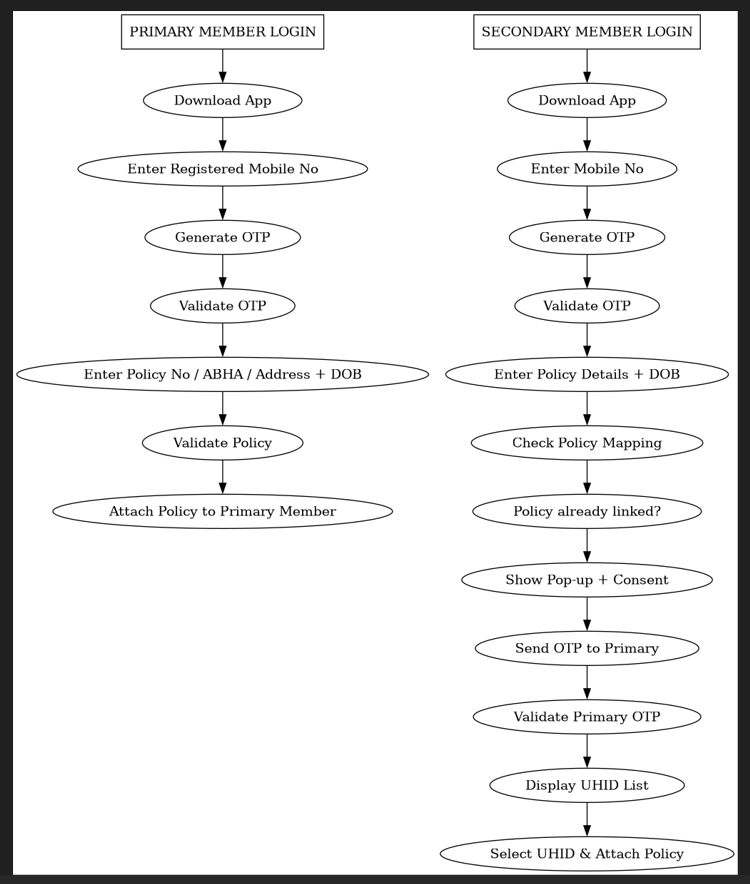 PRIMARY MEMBER LOGIN
Download App
Enter Registered Mobile No
Generate OTP
Validate OTP
Enter Policy No / ABHA / Address + DOB
Validate Policy
Attach Policy to Primary Member
SECONDARY MEMBER LOGIN
Download App
Enter Mobile No
Generate OTP
Validate OTP
Enter Policy Details + DOB
Check Policy Mapping
Policy already linked?
Show Pop-up + Consent
Send OTP to Primary
Validate Primary OTP
Display UHID List
Select UHID & Attach Policy